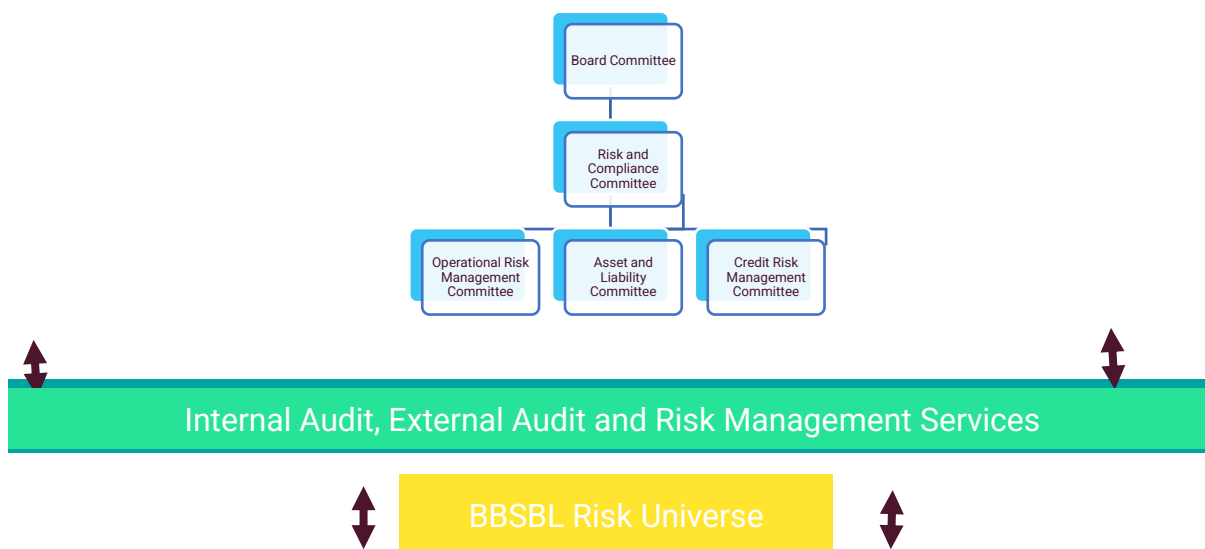 Board Committee
Risk and
Compliance
Committee
Operational Risk
Management
Committee
Asset and
Liability
Committee
Credit Risk
Management
Committee
Internal Audit, External Audit and Risk Management Services
BBSBL Risk Universe